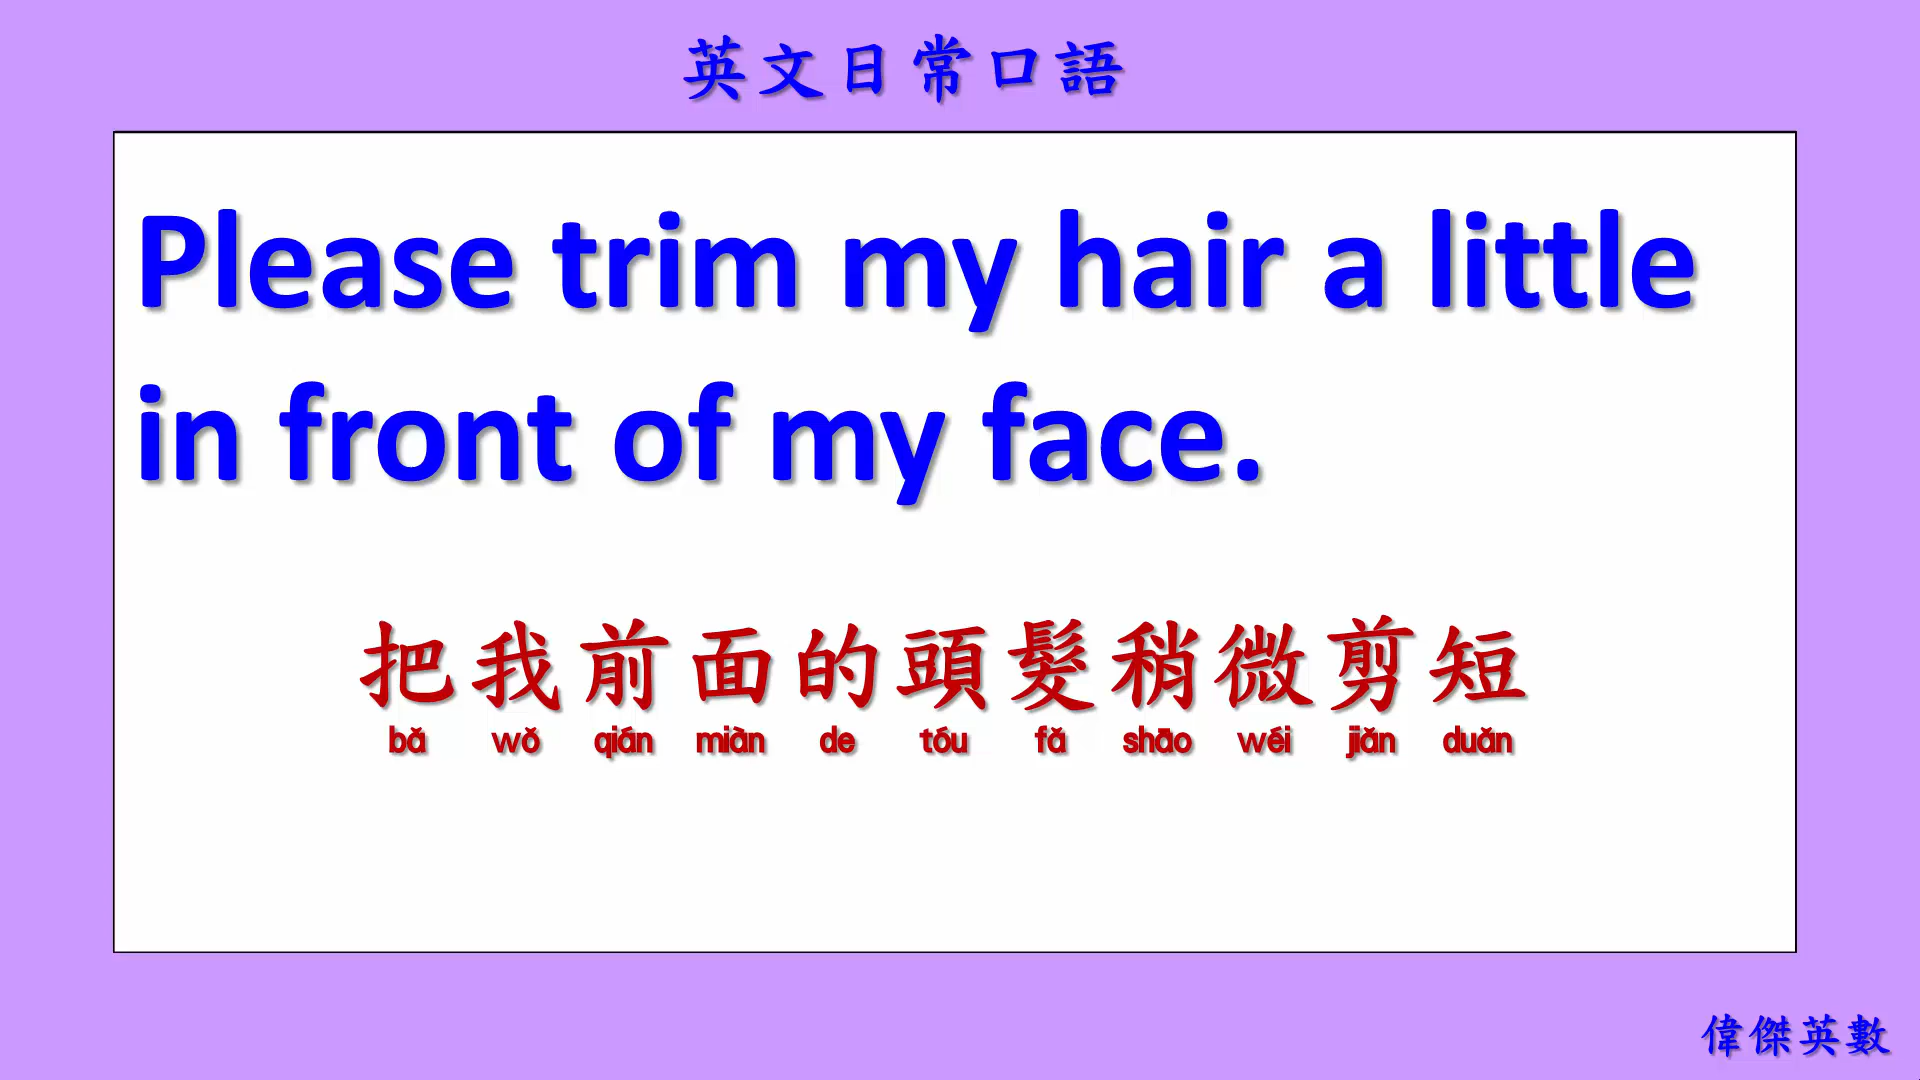 英文日常口語
Please trim my hair a little
in front of my face.
把我前面的頭髮稍微剪短
bǎ wǒ qián miàn de tóu fǎ shāo wéi jiǎn duǎn
偉傑英數